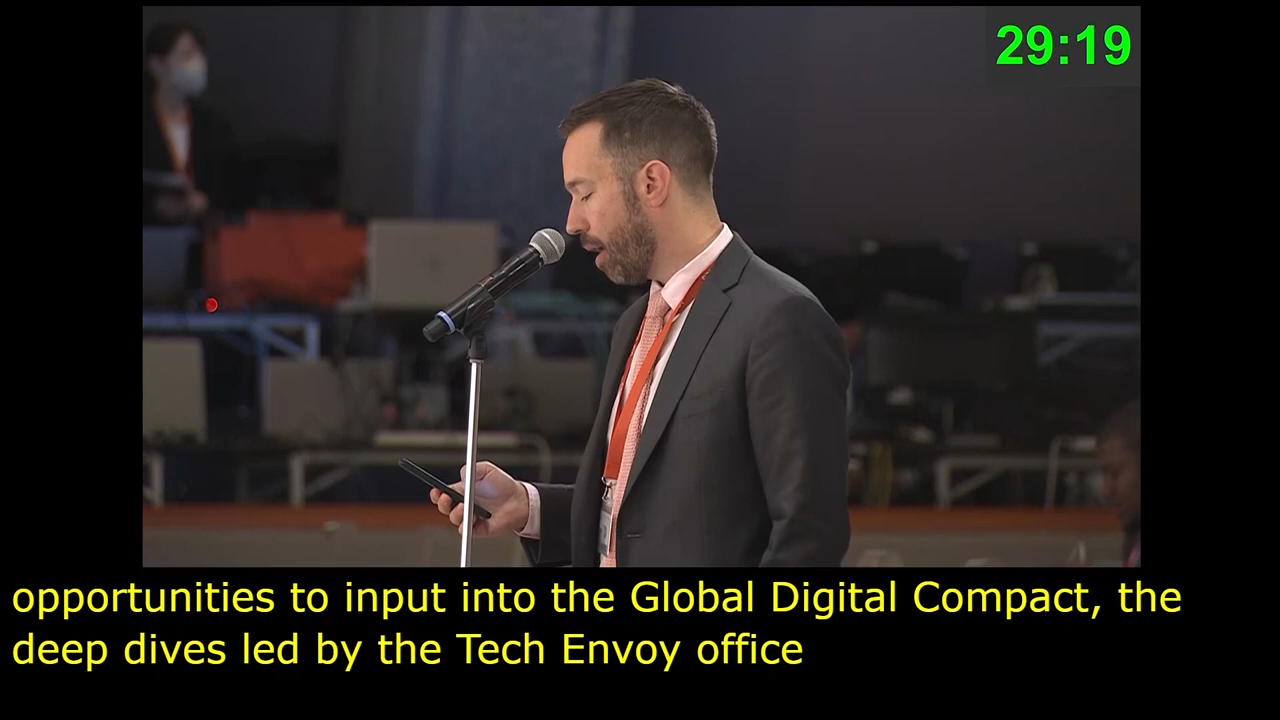 29:19
opportunities to input into the Global Digital Compact, the
deep dives led by the Tech Envoy office